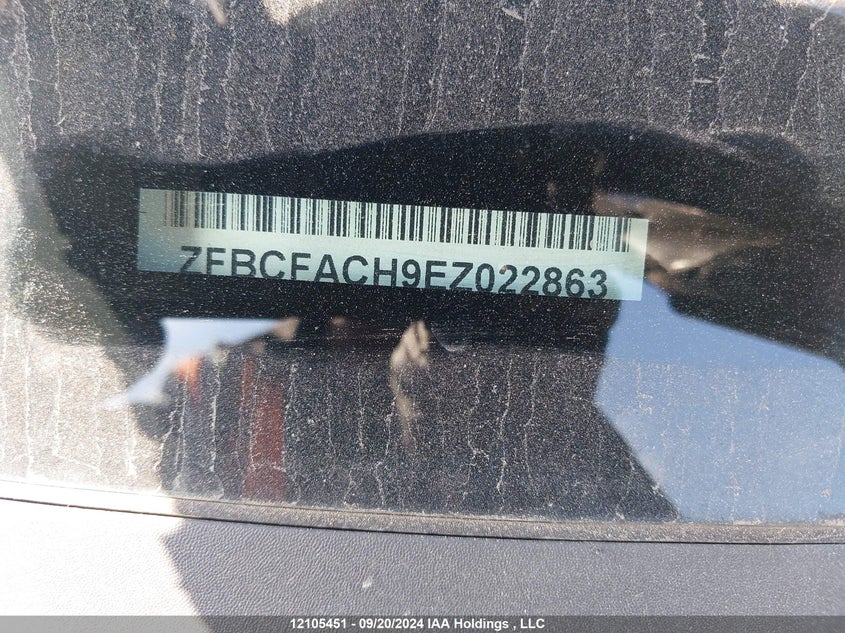 ZFBCFACH9EZ022863
12105451 - 09/20/2024 IAA Holdings , LLC